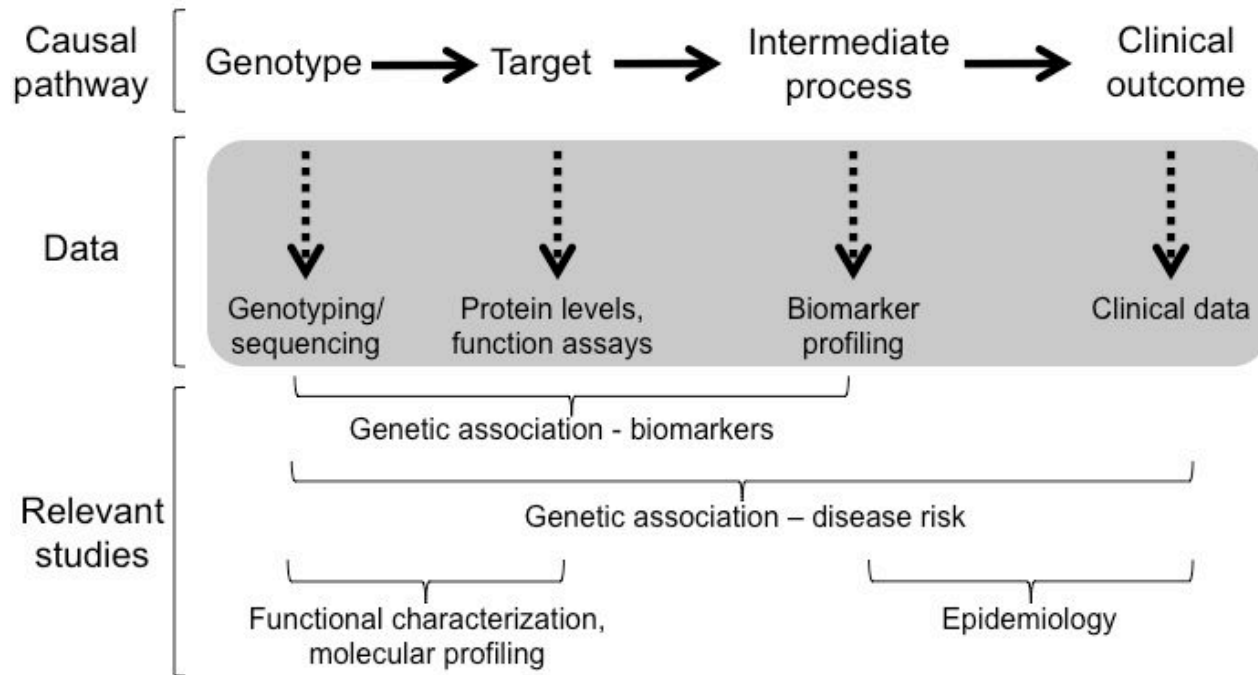 Causal
pathway
Genotype
Target
Intermediate
process
Clinical
outcome
Data
Genotyping/
sequencing
Protein levels,
function assays
Biomarker
profiling
Clinical data
Relevant
studies
Genetic association - biomarkers
Genetic association – disease risk
Functional characterization,
molecular profiling
Epidemiology